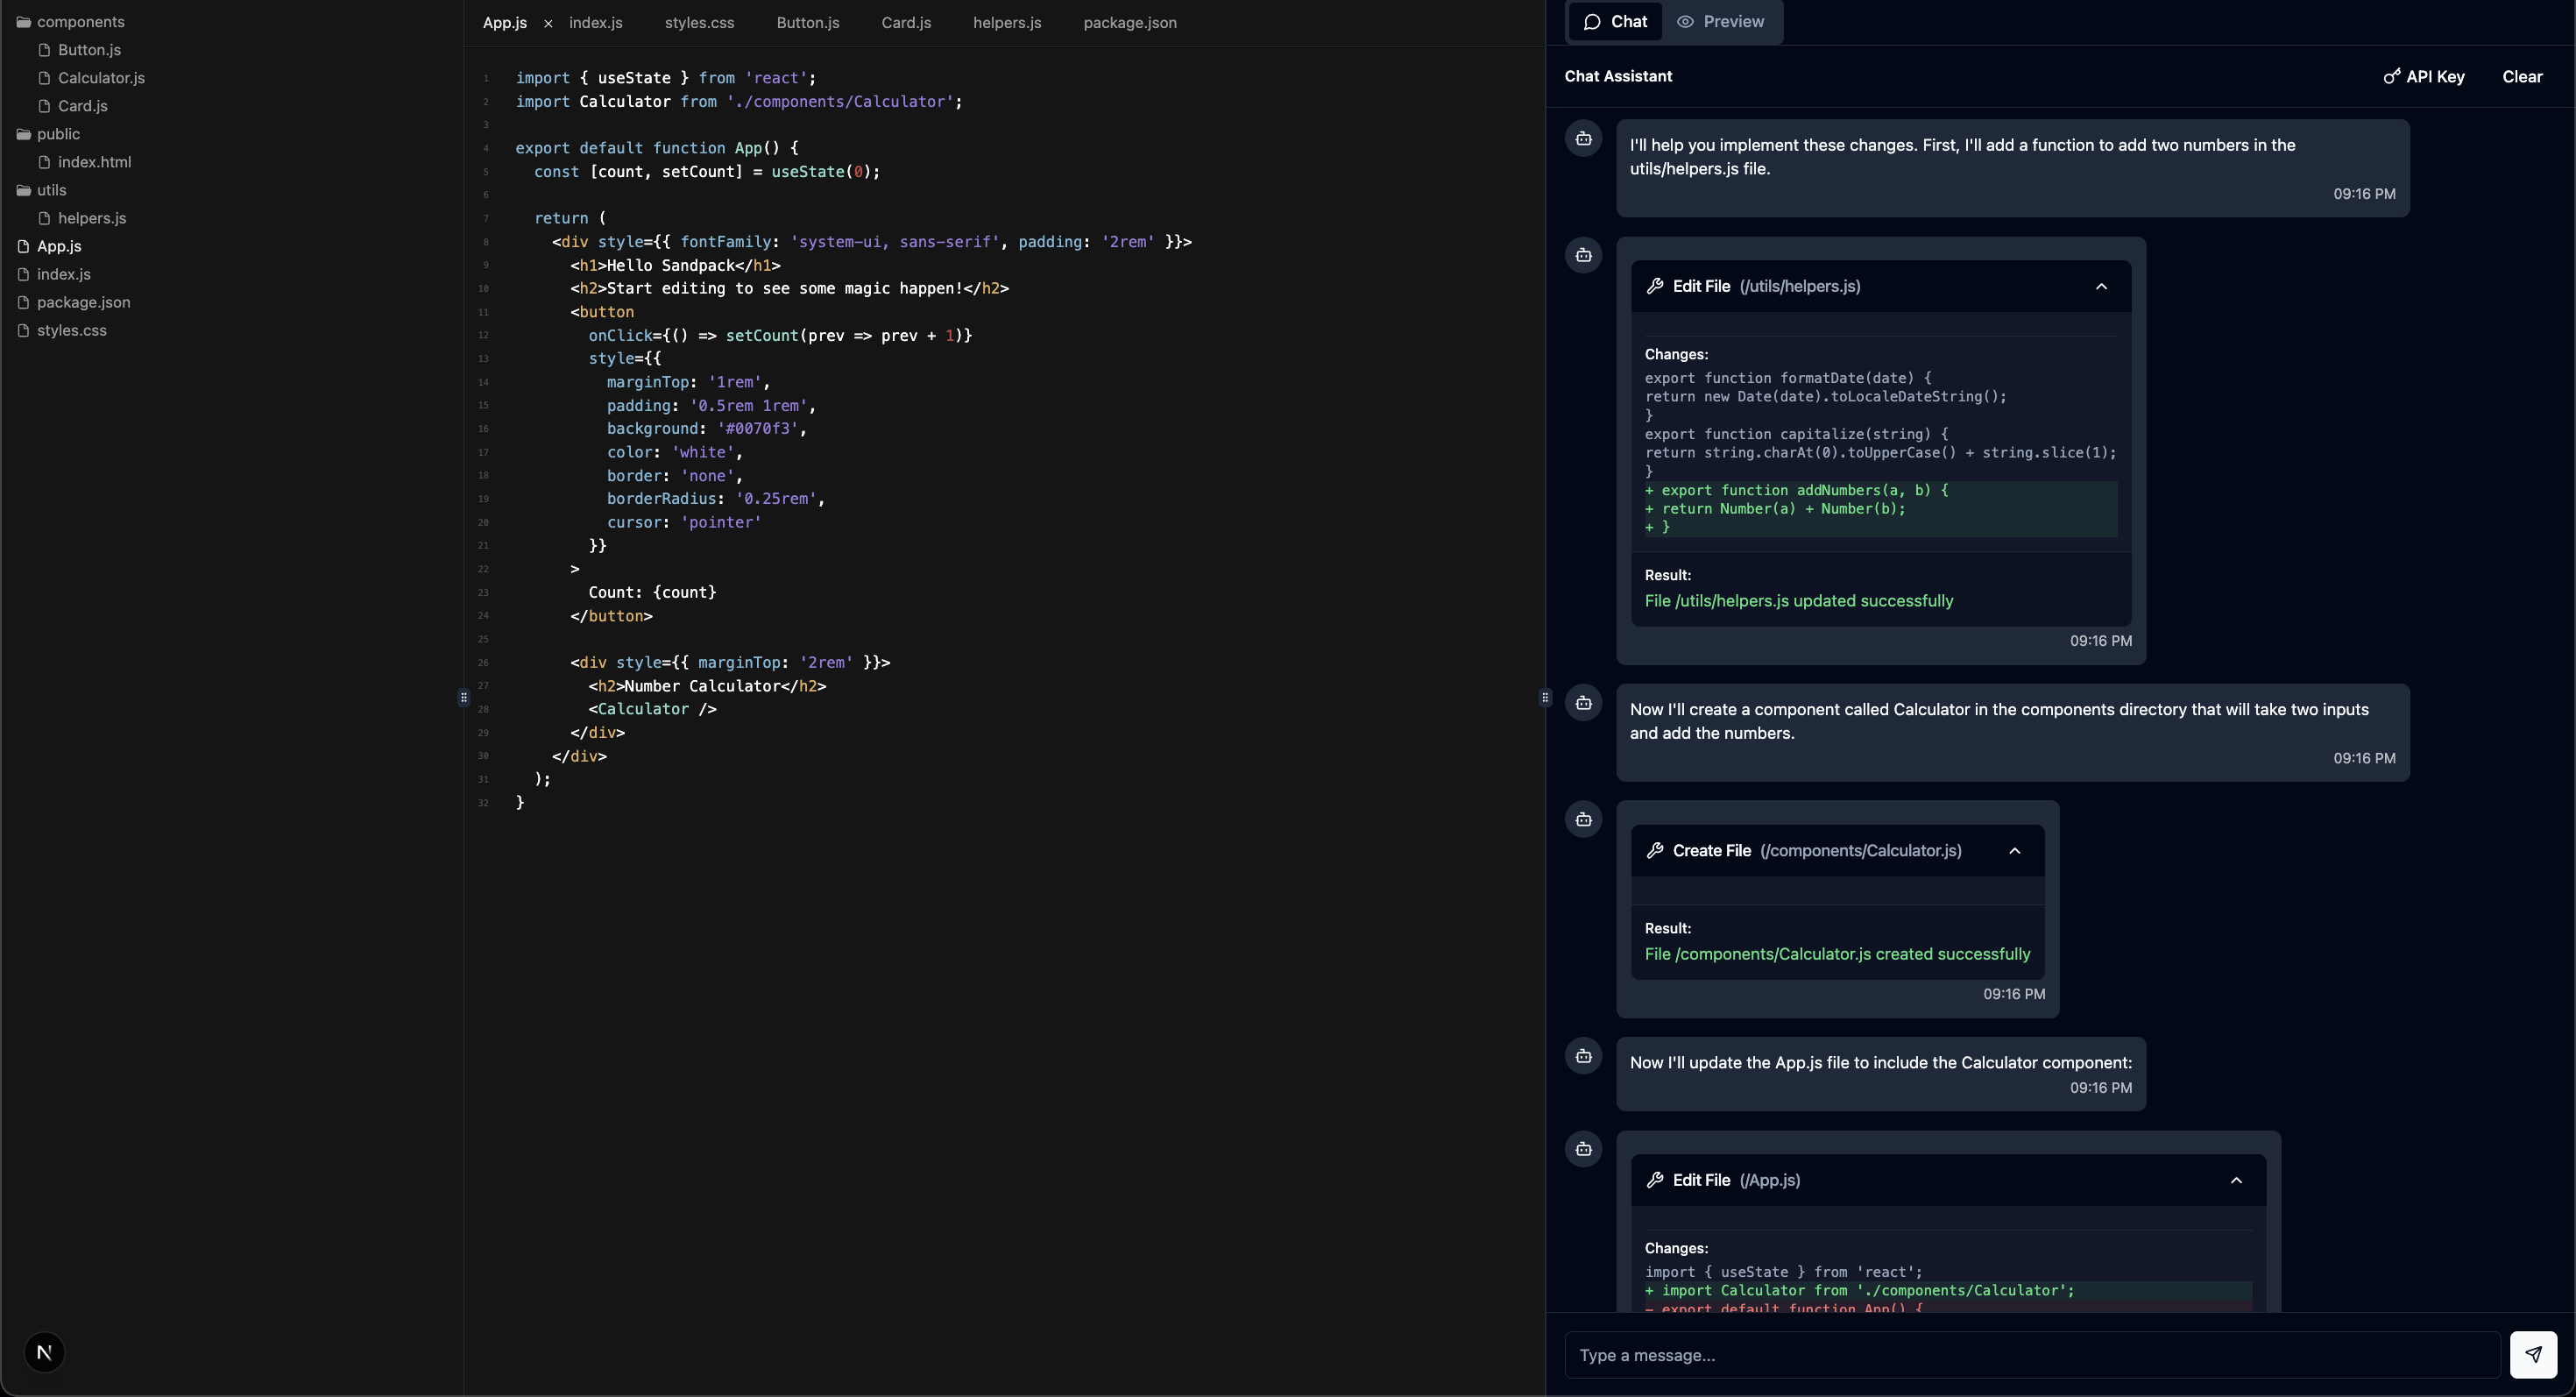 components
Button.js
Calculator.js
Card.js
public
index.html
utils
helpers.js
App.js
index.js
package.json
styles.css
N
App.js × index.js styles.css Button.js Card.js helpers.js package.json
1 import { useState } from 'react';
2 import Calculator from './components/Calculator';
3
4 export default function App() {
5 const [count, setCount] = useState(0);
6
7 return (
8 <div style={{ fontFamily: 'system-ui, sans-serif', padding: '2rem' }}>
9 <h1>Hello Sandpack</h1>
10 <h2>Start editing to see some magic happen!</h2>
11 <button
12 onClick={() => setCount(prev => prev + 1)}
13 style={{
14 marginTop: '1rem',
15 padding: '0.5rem 1rem',
16 background: '#0070f3',
17 color: 'white',
18 border: 'none',
19 borderRadius: '0.25rem',
20 cursor: 'pointer'
21 }}
22 >
23 Count: {count}
24 </button>
25
26 <div style={{ marginTop: '2rem' }}>
27 <h2>Number Calculator</h2>
28 <Calculator />
29 </div>
30 </div>
31 );
32 }
Chat Preview
Chat Assistant API Key Clear
I'll help you implement these changes. First, I'll add a function to add two numbers in the
utils/helpers.js file.
09:16 PM
Edit File (/utils/helpers.js)
Changes:
export function formatDate(date) {
return new Date(date).toLocaleDateString();
}
export function capitalize(string) {
return string.charAt(0).toUpperCase() + string.slice(1);
}
+ export function addNumbers(a, b) {
+ return Number(a) + Number(b);
+ }
Result:
File /utils/helpers.js updated successfully
09:16 PM
Now I'll create a component called Calculator in the components directory that will take two inputs
and add the numbers.
09:16 PM
Create File (/components/Calculator.js)
Result:
File /components/Calculator.js created successfully
09:16 PM
Now I'll update the App.js file to include the Calculator component:
09:16 PM
Edit File (/App.js)
Changes:
import { useState } from 'react';
+ import Calculator from './components/Calculator';
- export default function App() {
Type a message...